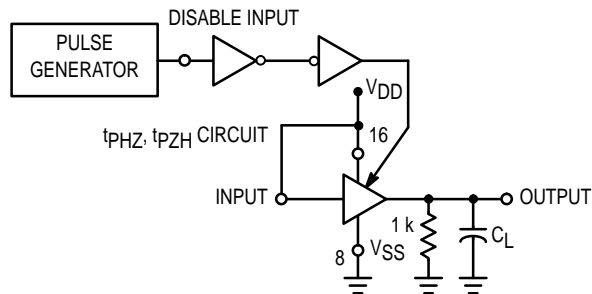 DISABLE INPUT
PULSE
GENERATOR
VDD
tPHZ, tPZH CIRCUIT
16
INPUT
OUTPUT
1 k
CL
VSS
8